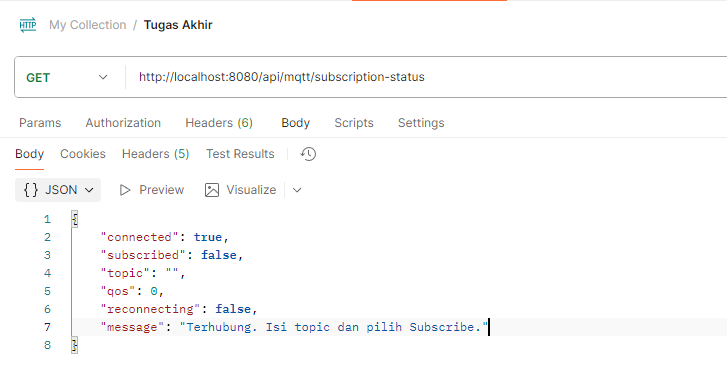 HTTP My Collection / Tugas Akhir
GET http://localhost:8080/api/mqtt/subscription-status
Params Authorization Headers (6) Body Scripts Settings
Body Cookies Headers (5) Test Results
{} JSON Preview Visualize
1 {
2 "connected": true,
3 "subscribed": false,
4 "topic": "",
5 "qos": 0,
6 "reconnecting": false,
7 "message": "Terhubung. Isi topic dan pilih Subscribe."
8 }